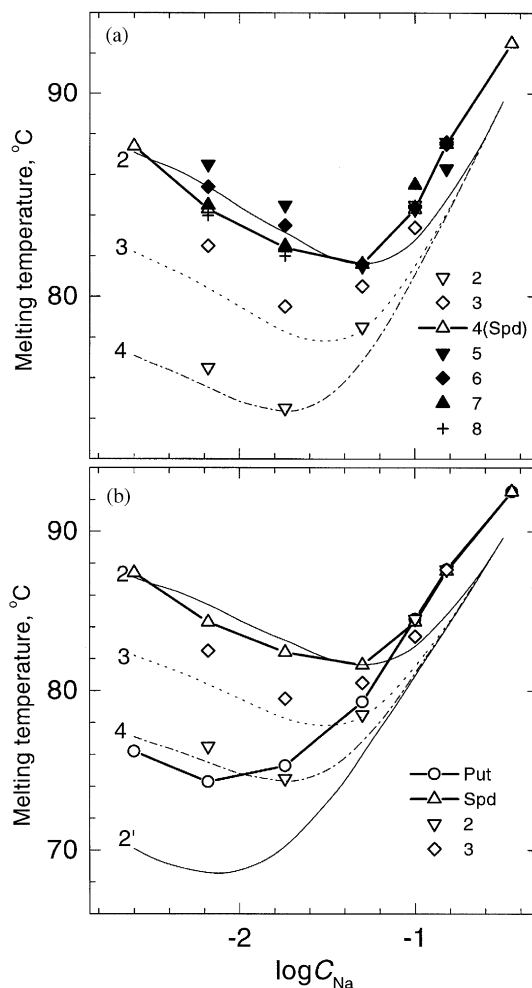 (a)
Melting temperature, °C
90
80
2
3
4
2
3
4(Spd)
5
6
7
8
(b)
Melting temperature, °C
90
80
70
2
3
4
2'
Put
Spd
2
3
-2
-1
logC_Na